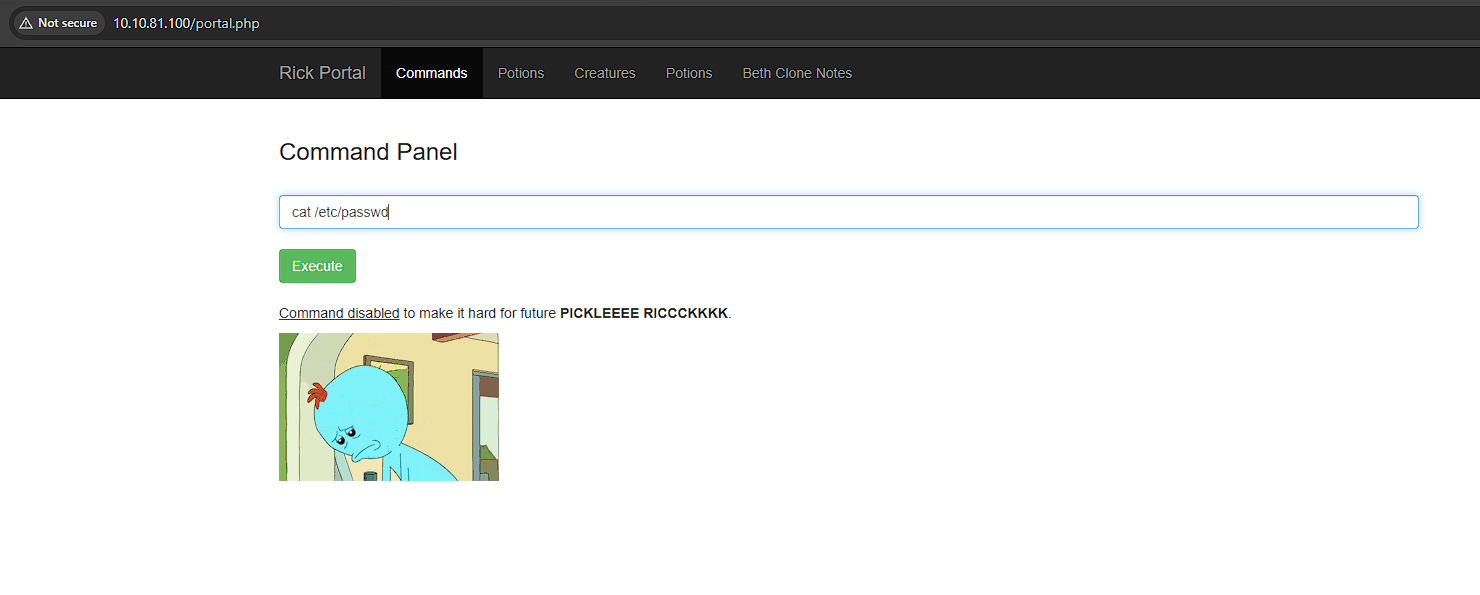 Not secure 10.10.81.100/portal.php
Rick Portal Commands Potions Creatures Potions Beth Clone Notes
Command Panel
cat /etc/passwd
Execute
Command disabled to make it hard for future PICKLEEEE RICCCKKKK.